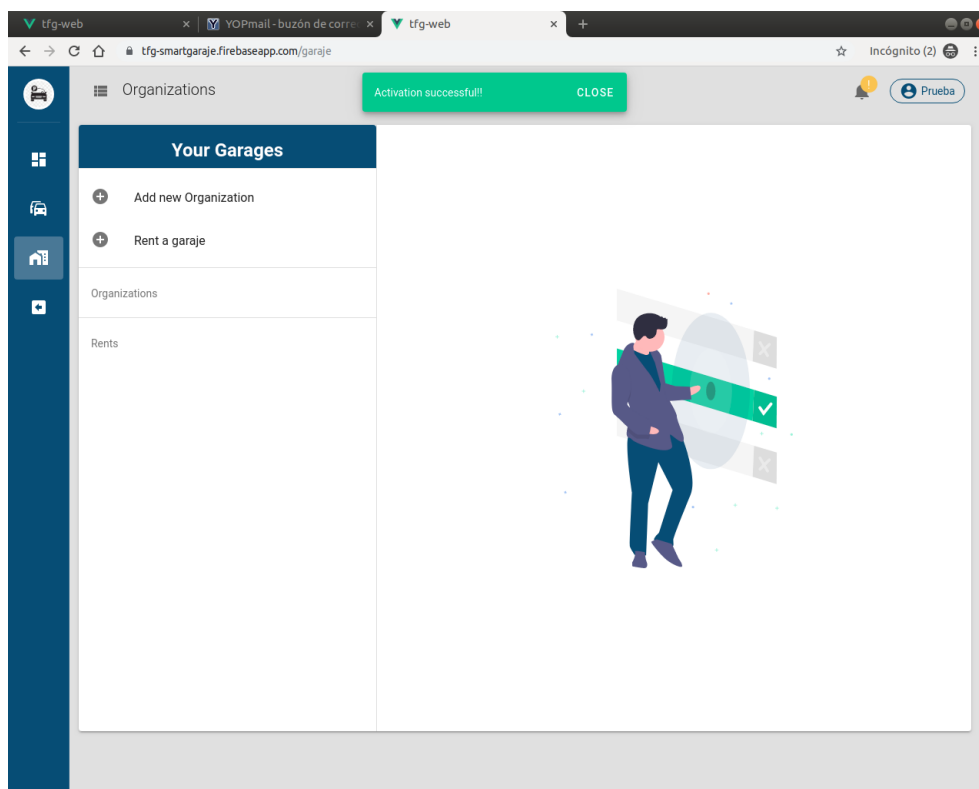 tfg-web
YOPmail - buzón de corre
tfg-web
tfg-smartgaraje.firebaseapp.com/garaje
Incógnito (2)
Organizations
Activation successful!!
CLOSE
!
Prueba
Your Garages
Add new Organization
Rent a garaje
Organizations
Rents